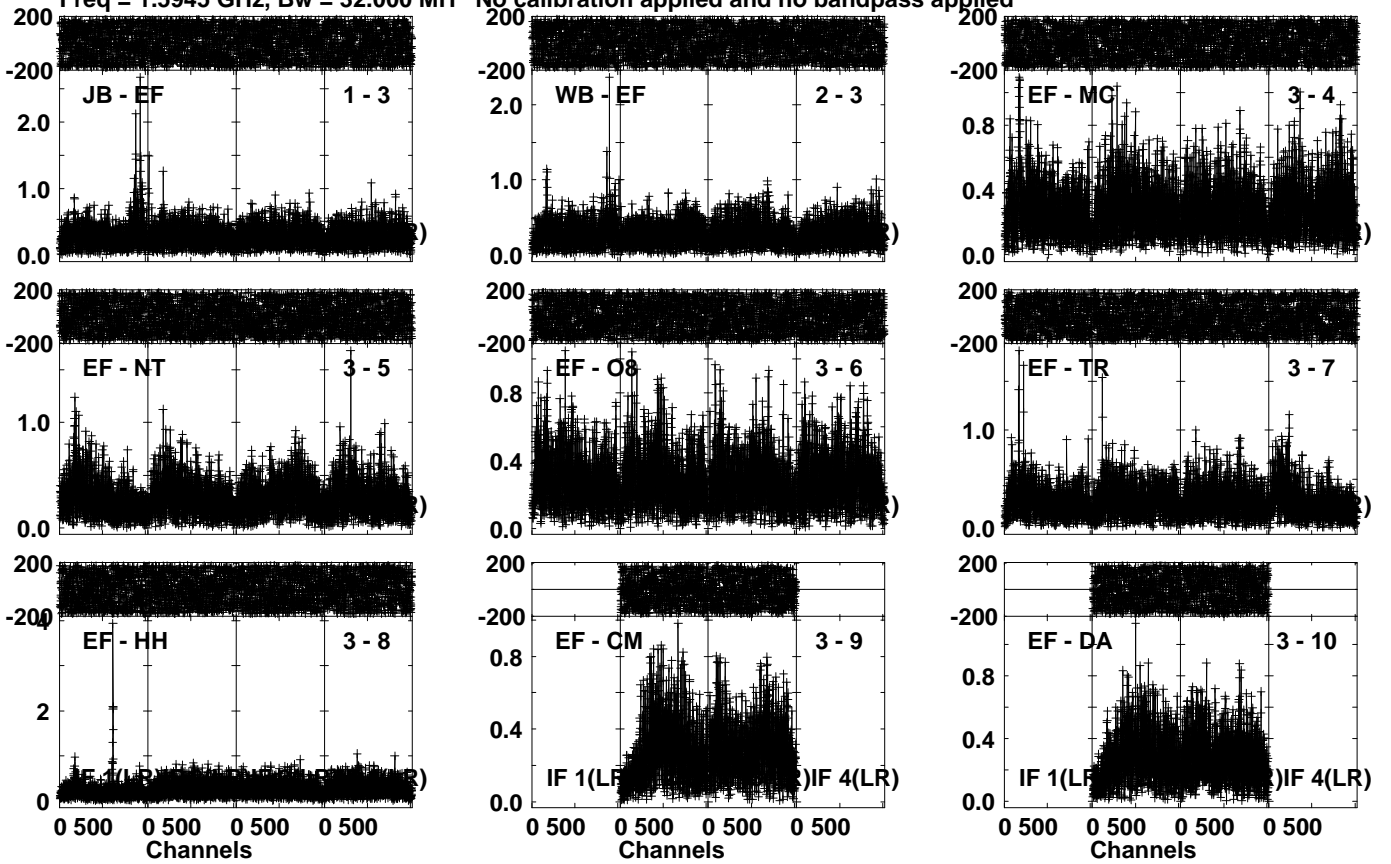 Freq = 1.5945 GHz, Bw = 32.000 MH No calibration applied and no bandpass applied
200 200 200
-200 -200 -200
JB - EF 1 - 3 WB - EF 2 - 3 EF - MC 3 - 4
2.0 2.0 0.8
1.0 1.0 0.4
R) R) R)
0.0 0.0 0.0
200 200 200
-200 -200 -200
EF - NT 3 - 5 EF - O8 3 - 6 EF - TR 3 - 7
1.0 0.8 1.0
0.4
R) R) R)
0.0 0.0 0.0
200 200 200
-200 -200 -200
4
EF - HH 3 - 8 EF - CM 3 - 9 EF - DA 3 - 10
2 0.8 0.8
0.4 0.4
IF 1(LR) R) IF 1(LR )IF 4(LR) IF 1(LR )IF 4(LR)
0 0.0 0.0
0 500 0 500 0 500 0 500 0 500 0 500 0 500 0 500 0 500 0 500 0 500 0 500
Channels Channels Channels